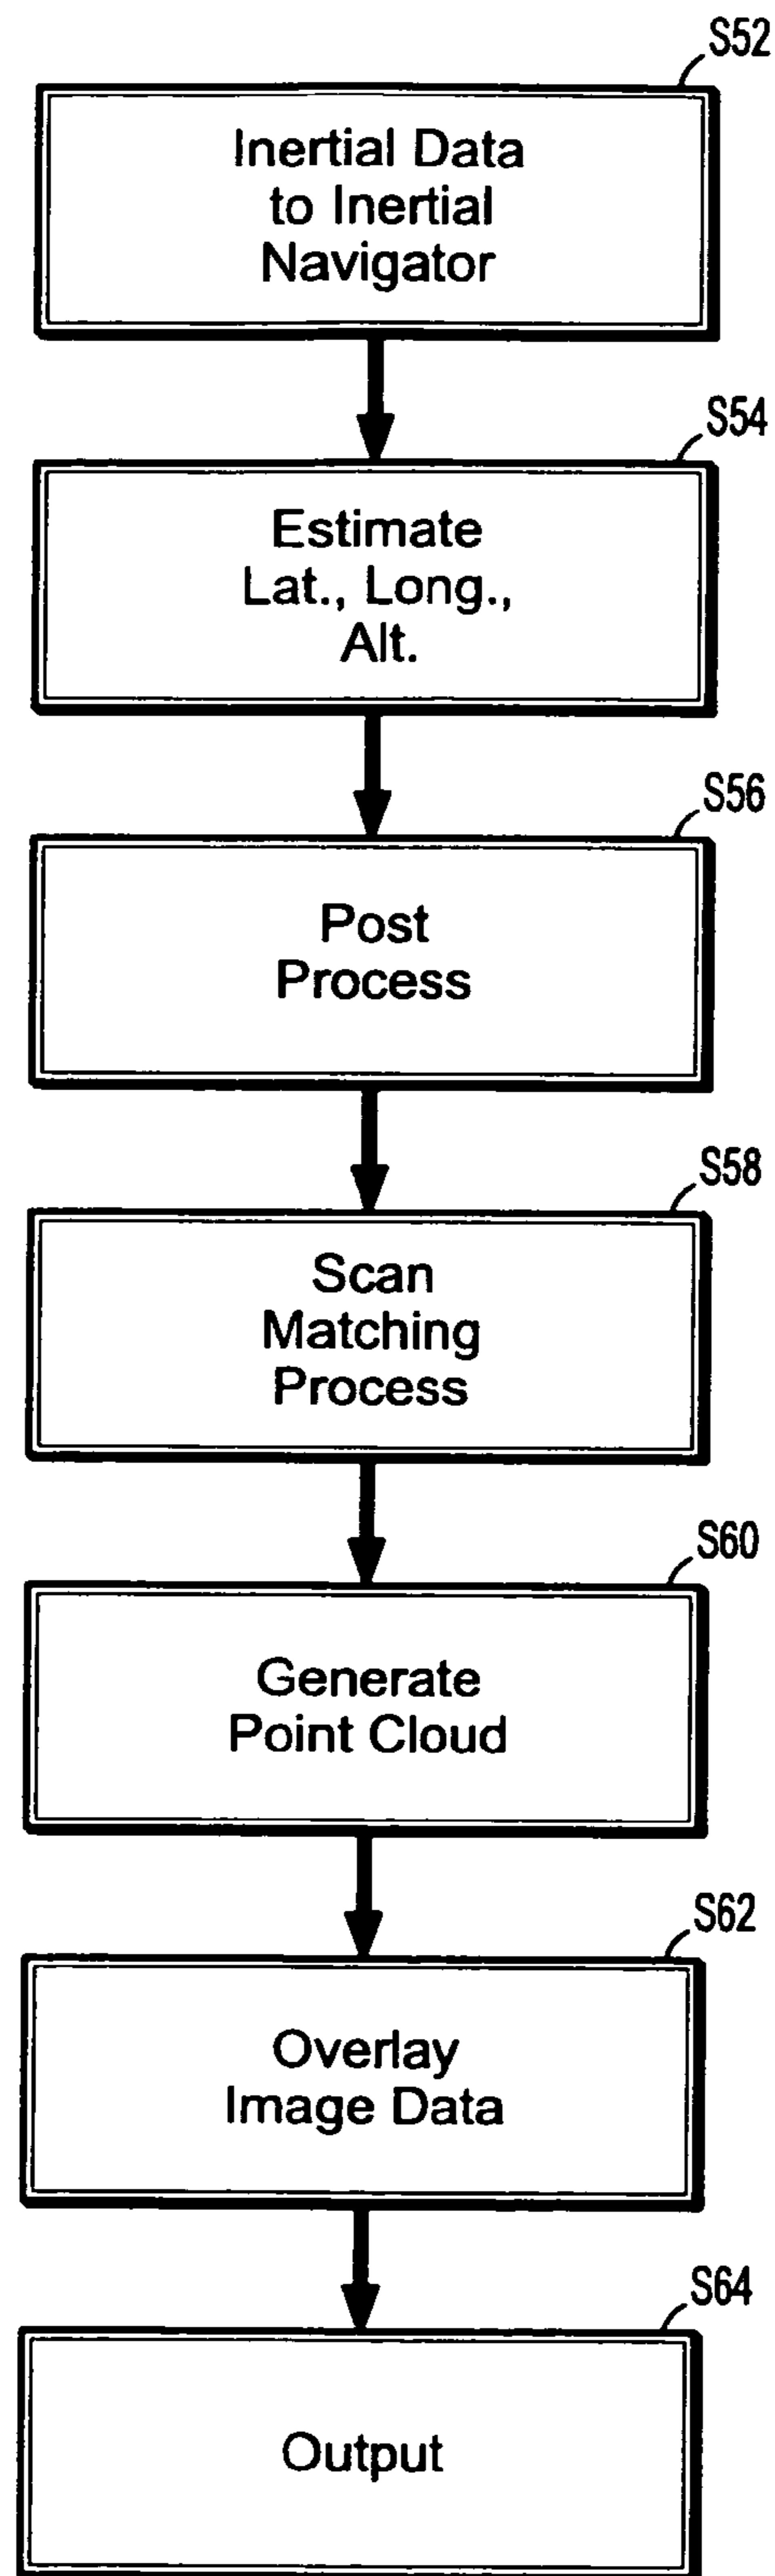 S52
Inertial Data
to Inertial
Navigator
S54
Estimate
Lat., Long.,
Alt.
S56
Post
Process
S58
Scan
Matching
Process
S60
Generate
Point Cloud
S62
Overlay
Image Data
S64
Output